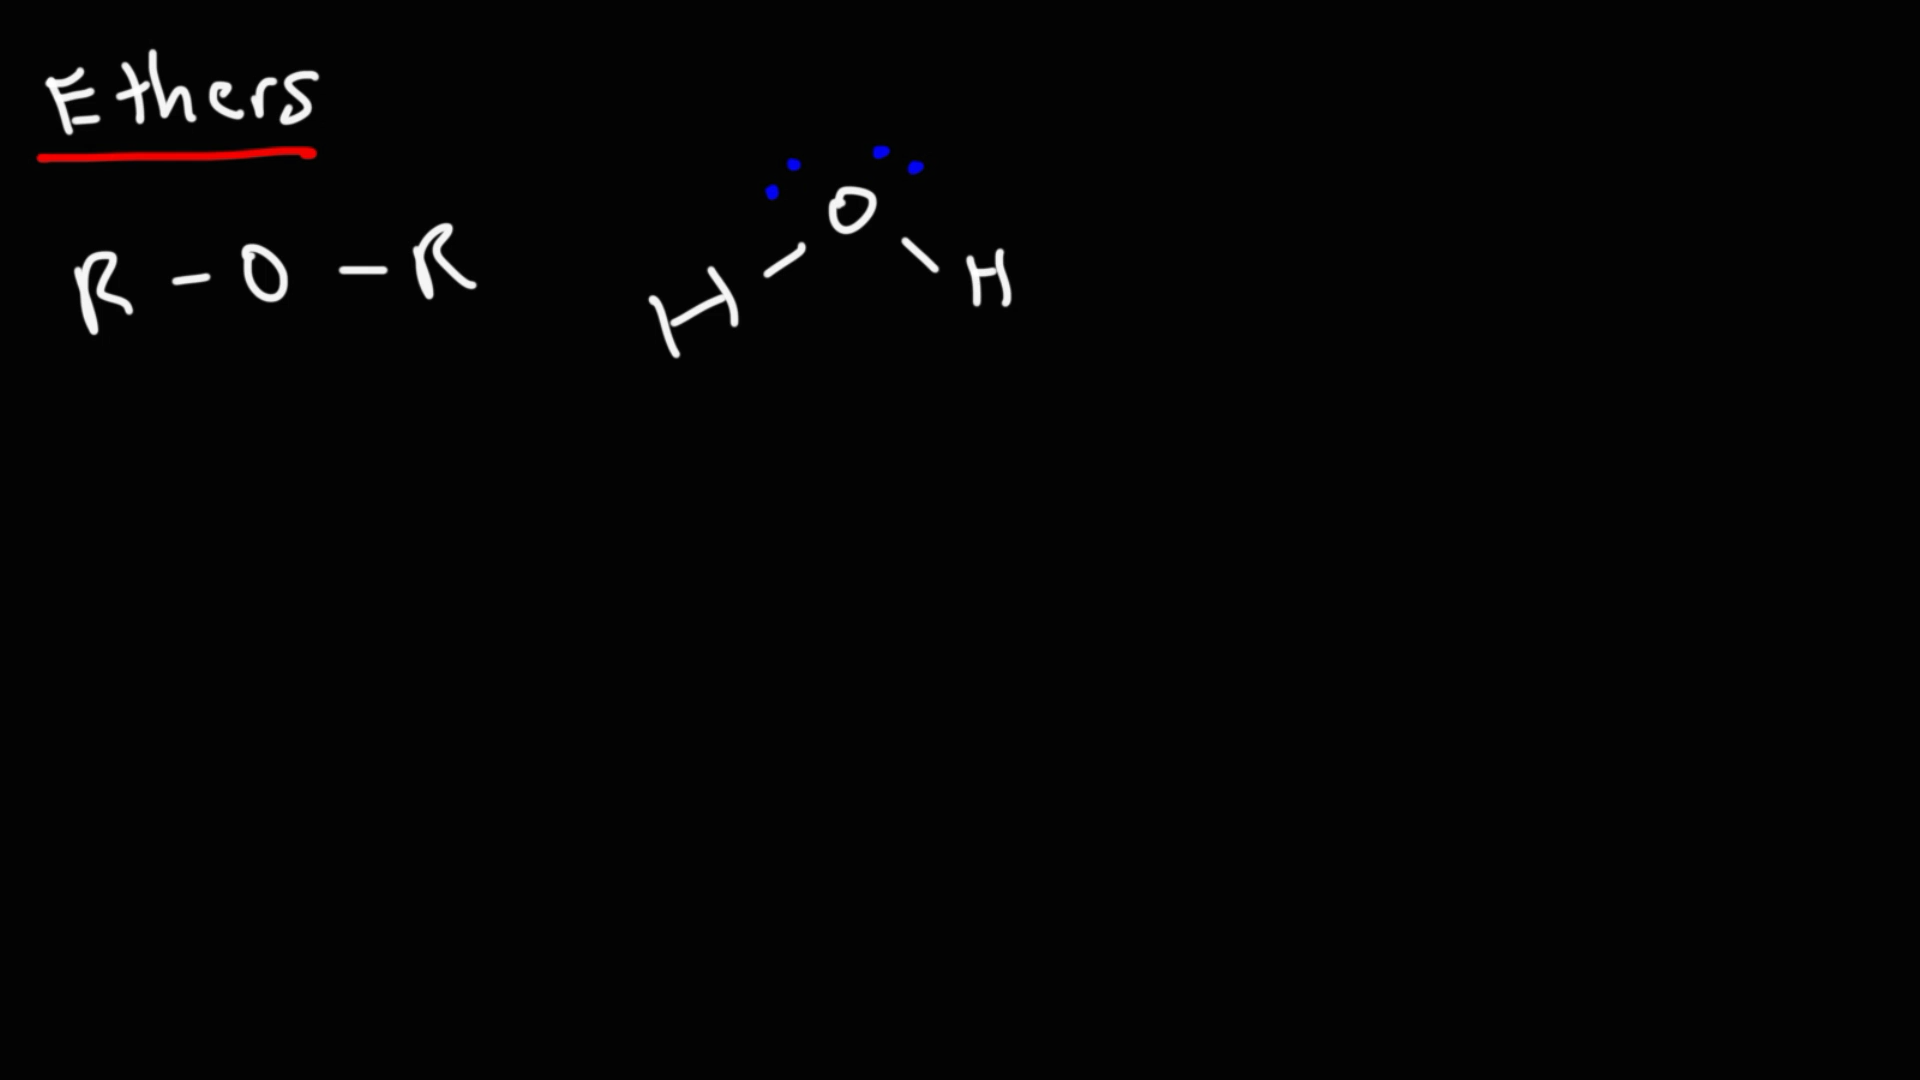 Ethers
R - O - R
O
H
H